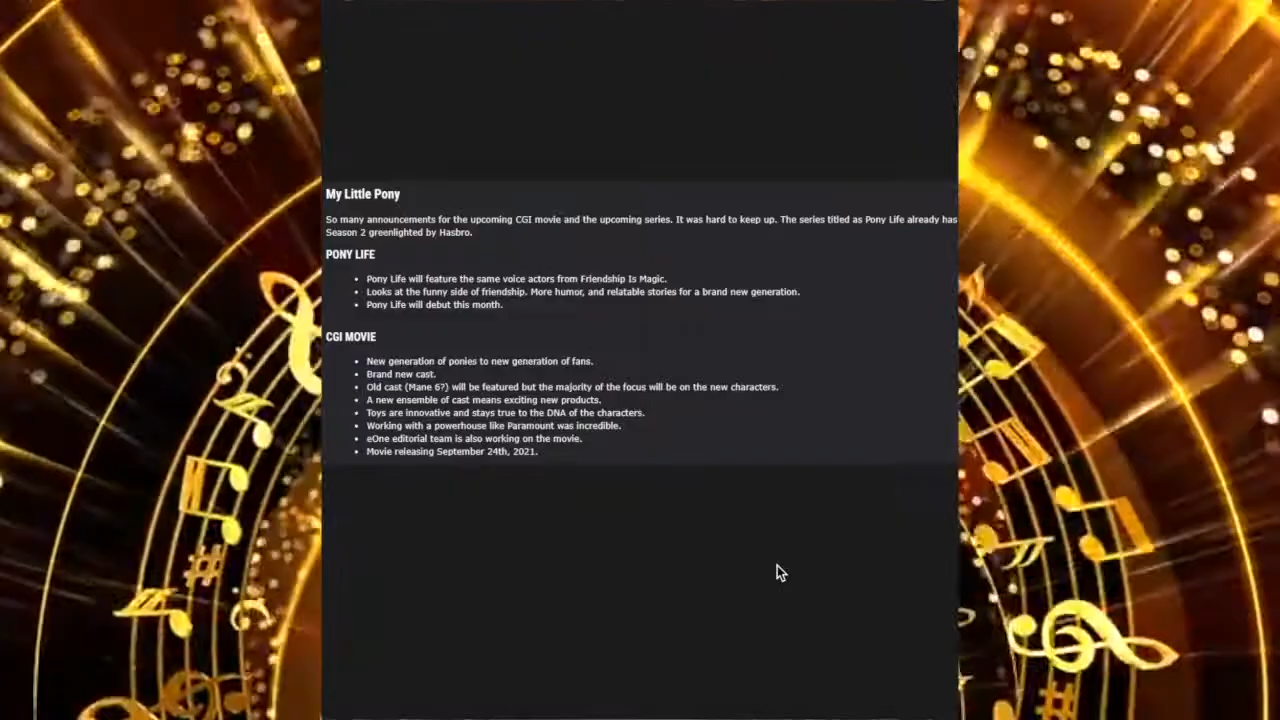 My Little Pony
So many announcements for the upcoming CGI movie and the upcoming series. It was hard to keep up. The series titled as Pony Life already has
Season 2 greenlighted by Hasbro.
PONY LIFE
• Pony Life will feature the same voice actors from Friendship Is Magic.
• Looks at the funny side of friendship. More humor, and relatable stories for a brand new generation.
• Pony Life will debut this month.
CGI MOVIE
• New generation of ponies to new generation of fans.
• Brand new cast.
• Old cast (Mane 6?) will be featured but the majority of the focus will be on the new characters.
• A new ensemble of cast means exciting new products.
• Toys are innovative and stays true to the DNA of the characters.
• Working with a powerhouse like Paramount was incredible.
• eOne editorial team is also working on the movie.
• Movie releasing September 24th, 2021.